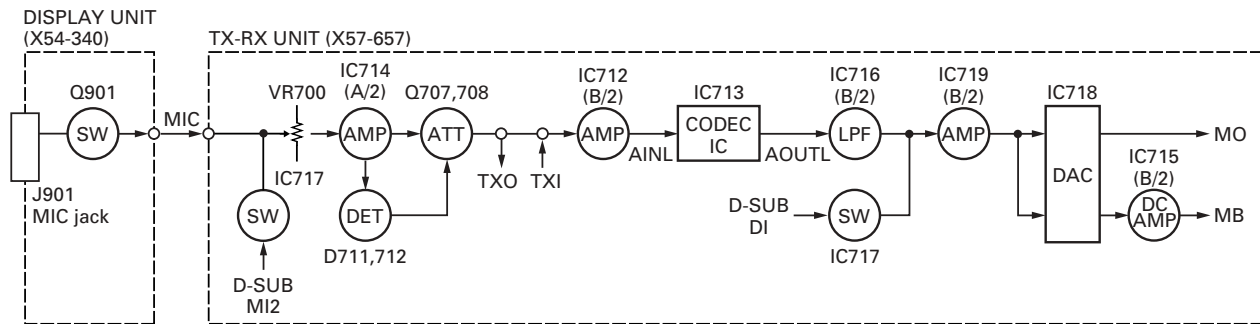 DISPLAY UNIT
(X54-340)
Q901
SW
J901
MIC jack
MIC
TX-RX UNIT (X57-657)
VR700
IC717
SW
D-SUB
MI2
IC714
(A/2)
AMP
DET
D711,712
Q707,708
ATT
TXO
TXI
IC712
(B/2)
AMP
AINL
IC713
CODEC
IC
AOUTL
IC716
(B/2)
LPF
D-SUB
DI
SW
IC717
IC719
(B/2)
AMP
IC718
DAC
IC715
(B/2)
DC
AMP
MO
MB